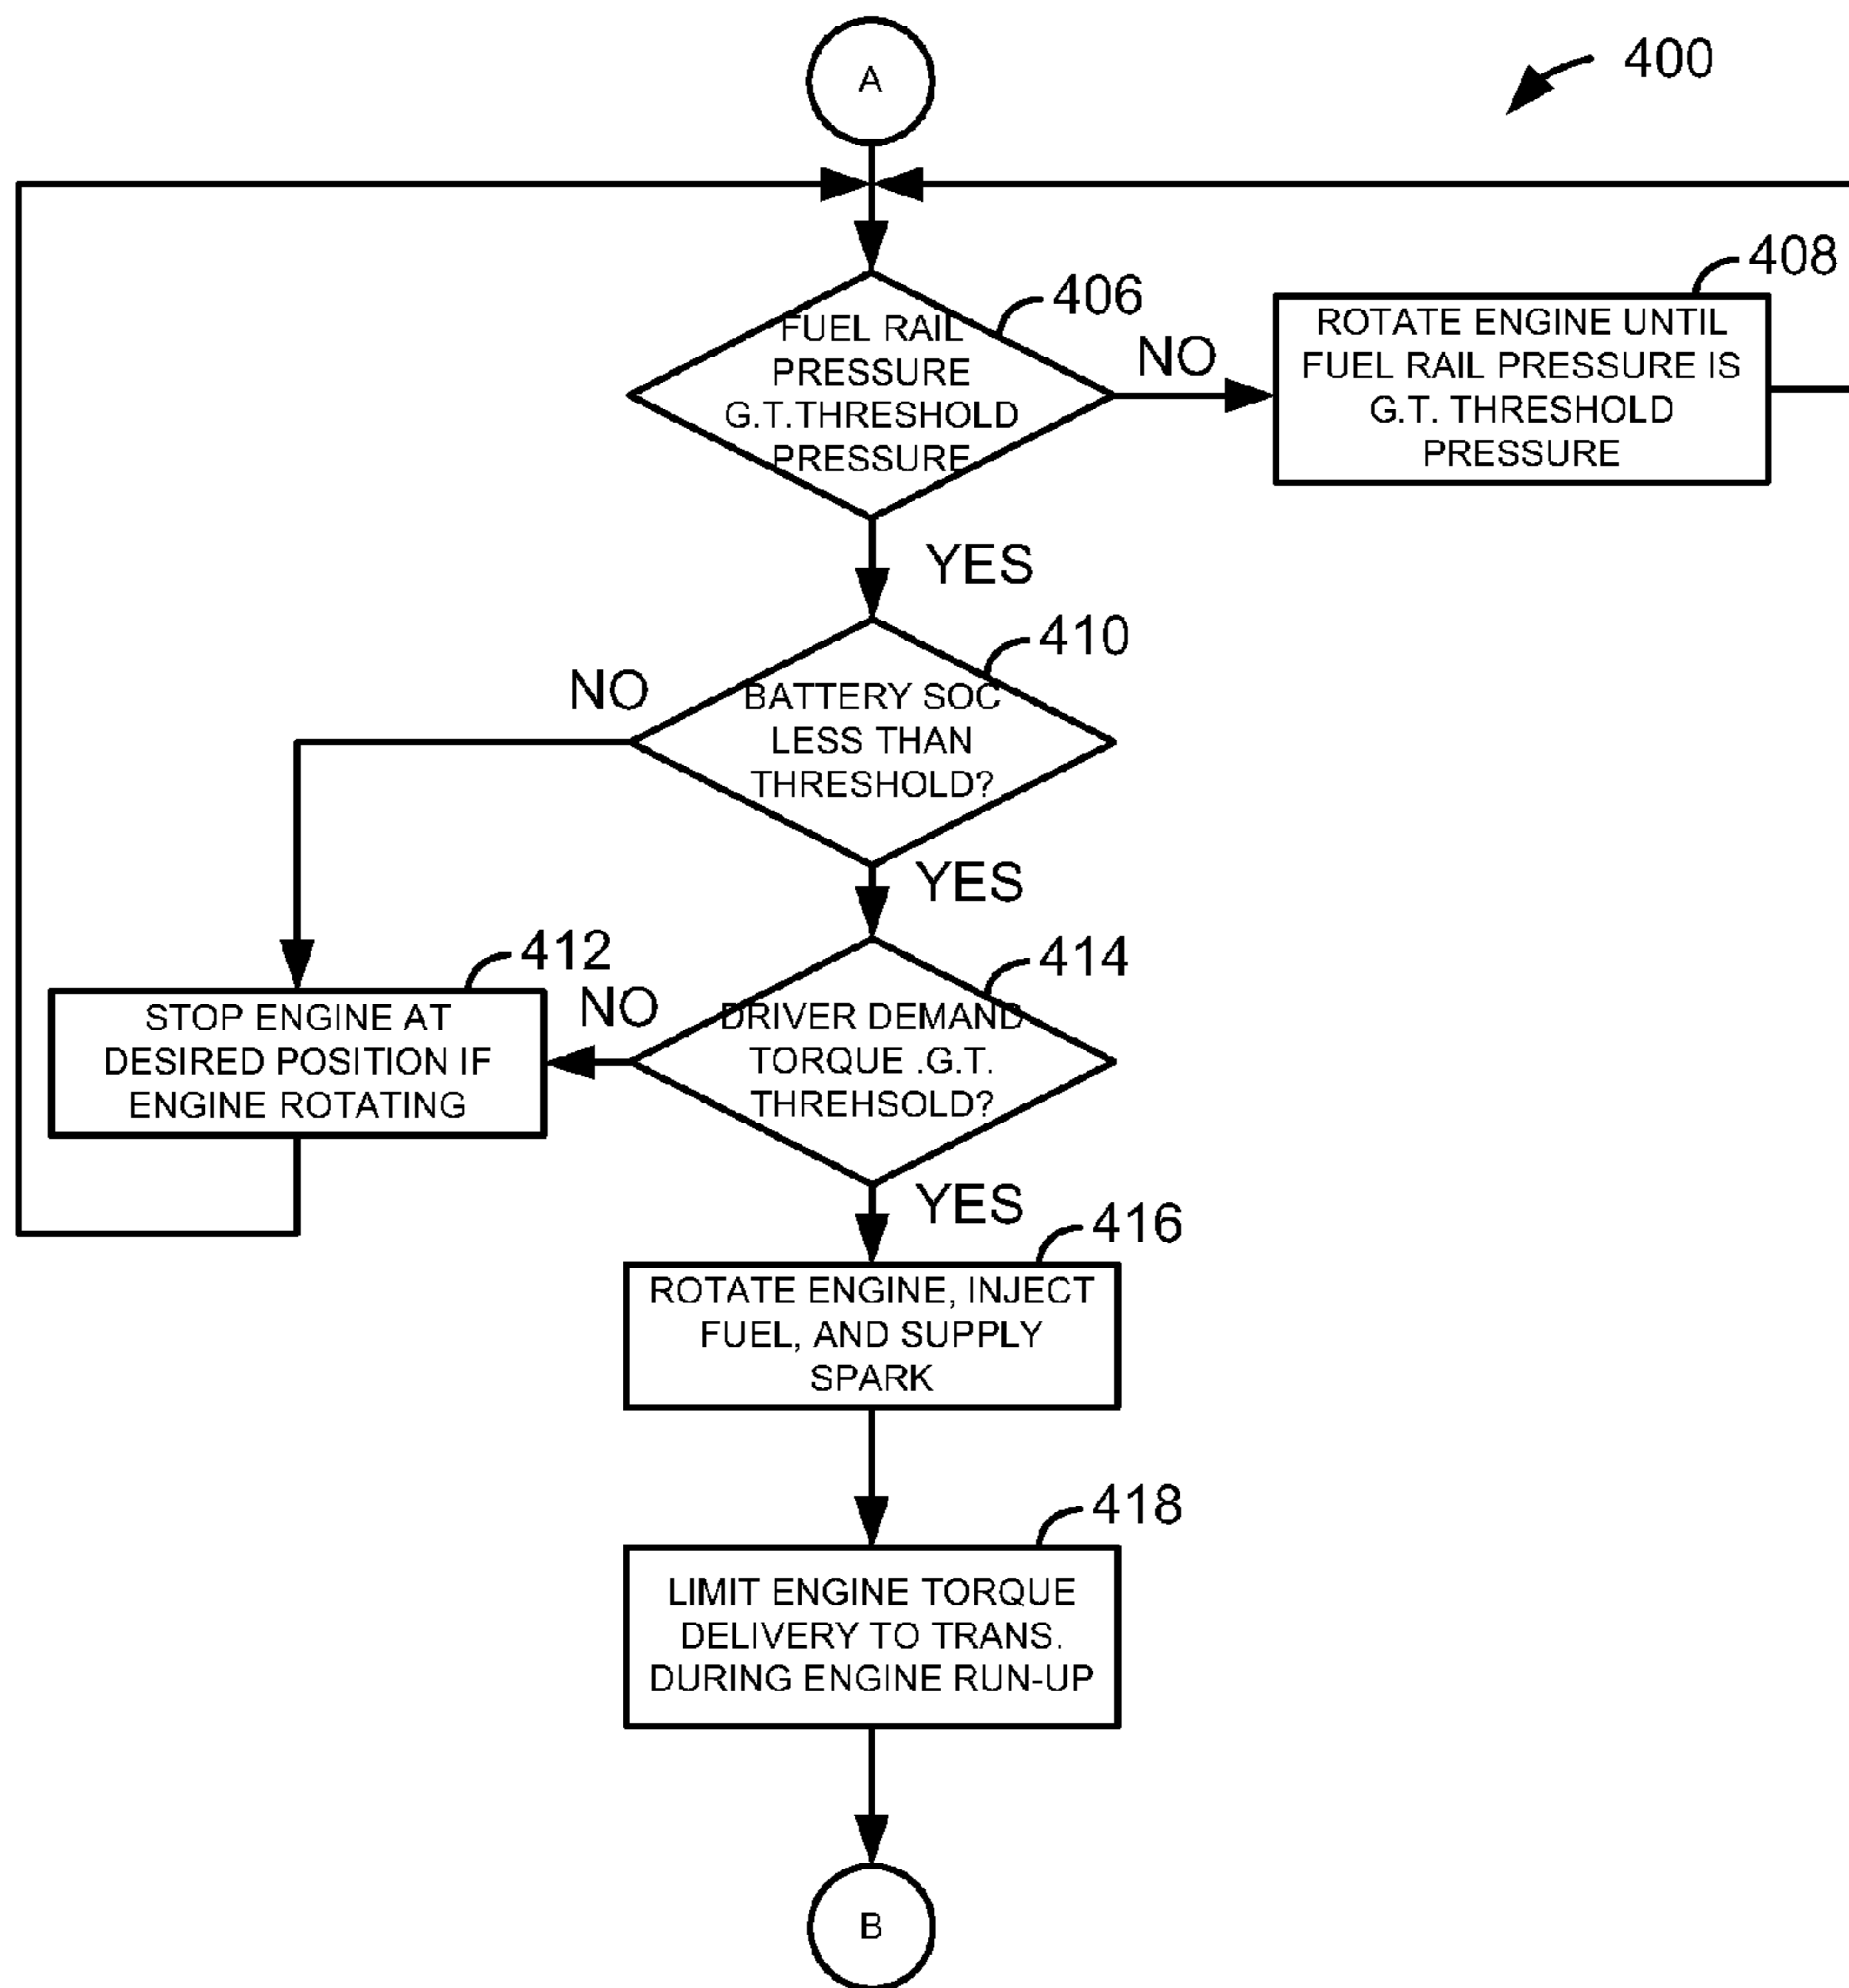 A
400
406
FUEL RAIL
PRESSURE
G.T.THRESHOLD
PRESSURE
NO
408
ROTATE ENGINE UNTIL
FUEL RAIL PRESSURE IS
G.T. THRESHOLD
PRESSURE
YES
410
NO
BATTERY SOC
LESS THAN
THRESHOLD?
YES
412
STOP ENGINE AT
DESIRED POSITION IF
ENGINE ROTATING
NO
414
DRIVER DEMAND
TORQUE .G.T.
THREHSOLD?
YES
416
ROTATE ENGINE, INJECT
FUEL, AND SUPPLY
SPARK
418
LIMIT ENGINE TORQUE
DELIVERY TO TRANS.
DURING ENGINE RUN-UP
B